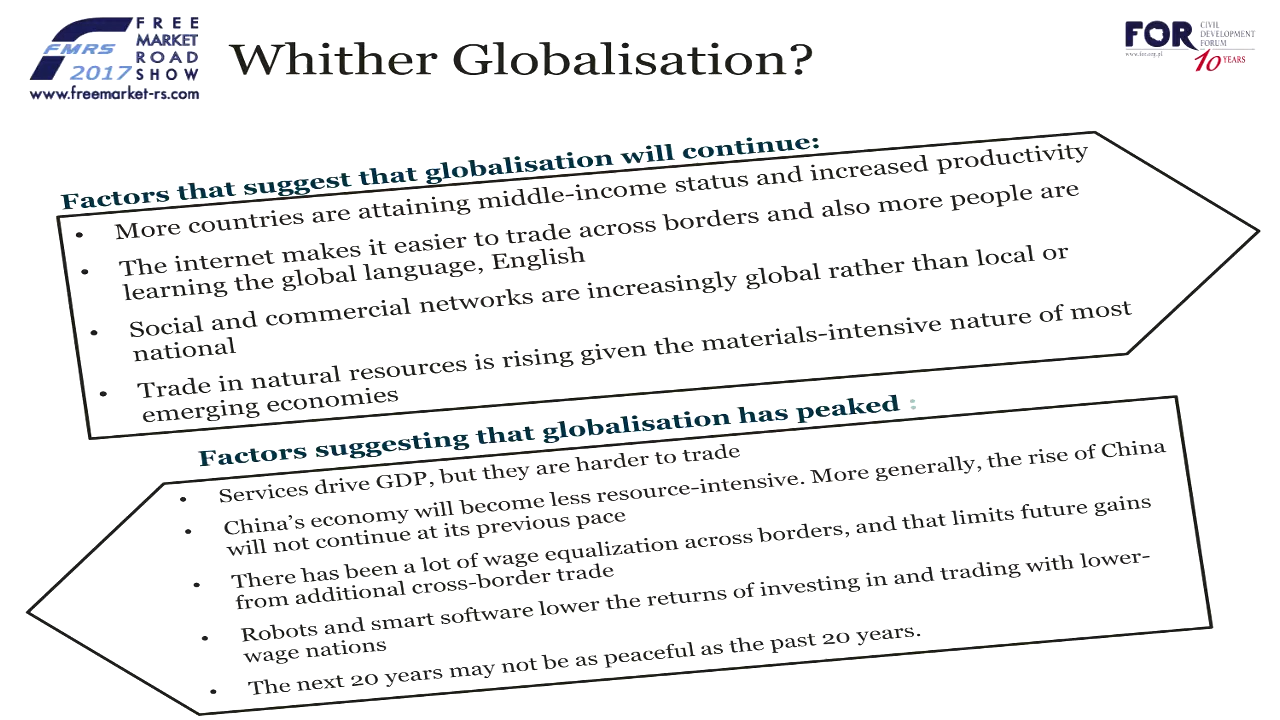 FREE
MARKET
ROAD
SHOW
FMRS
2017
www.freemarket-rs.com
Whither Globalisation?
FOR
CIVIL
DEVELOPMENT
FORUM
www.for.org.pl
10 YEARS
Factors that suggest that globalisation will continue:
• More countries are attaining middle-income status and increased productivity
• The internet makes it easier to trade across borders and also more people are
learning the global language, English
• Social and commercial networks are increasingly global rather than local or
national
• Trade in natural resources is rising given the materials-intensive nature of most
emerging economies
Factors suggesting that globalisation has peaked :
• Services drive GDP, but they are harder to trade
• China’s economy will become less resource-intensive. More generally, the rise of China
will not continue at its previous pace
• There has been a lot of wage equalization across borders, and that limits future gains
from additional cross-border trade
• Robots and smart software lower the returns of investing in and trading with lower-
wage nations
• The next 20 years may not be as peaceful as the past 20 years.